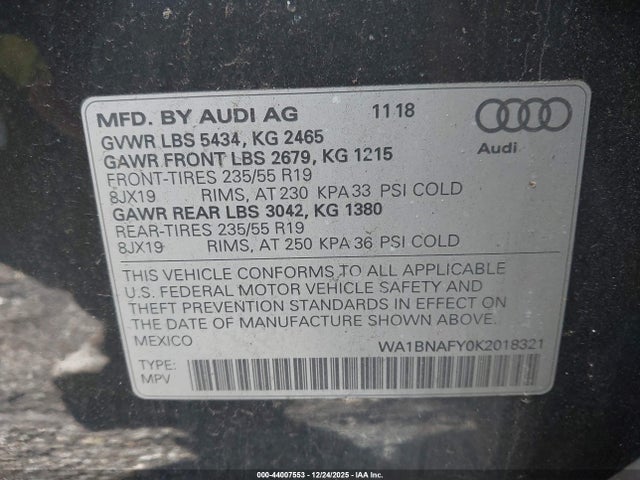 MFD. BY AUDI AG 11 18
Audi
GVWR LBS 5434, KG 2465
GAWR FRONT LBS 2679, KG 1215
FRONT-TIRES 235/55 R19
8JX19 RIMS, AT 230 KPA 33 PSI COLD
GAWR REAR LBS 3042, KG 1380
REAR-TIRES 235/55 R19
8JX19 RIMS, AT 250 KPA 36 PSI COLD
THIS VEHICLE CONFORMS TO ALL APPLICABLE
U.S. FEDERAL MOTOR VEHICLE SAFETY AND
THEFT PREVENTION STANDARDS IN EFFECT ON
THE DATE OF MANUFACTURE SHOWN ABOVE.
MEXICO WA1BNAFY0K2018321
TYPE:
MPV
000-44007553 - 12/24/2025 - IAA Inc.